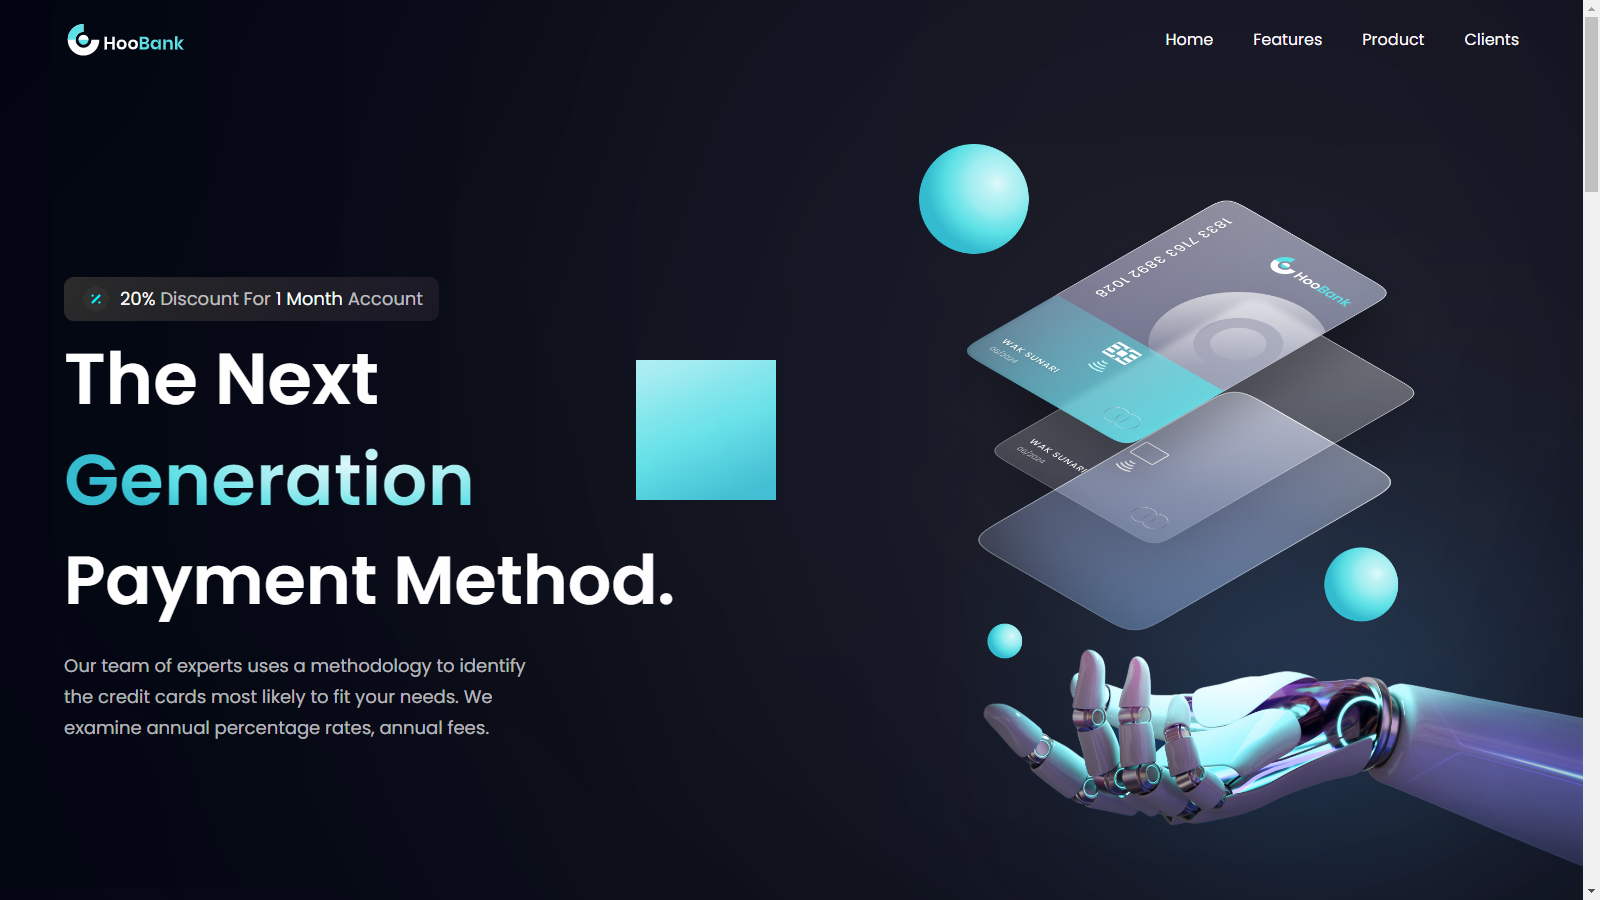 HooBank
Home Features Product Clients
20% Discount For 1 Month Account
The Next
Generation
Payment Method.
Our team of experts uses a methodology to identify
the credit cards most likely to fit your needs. We
examine annual percentage rates, annual fees.
1833 7163 3892 1028
HooBank
WAK SUNARI
06/2024
WAK SUNARI
06/2024